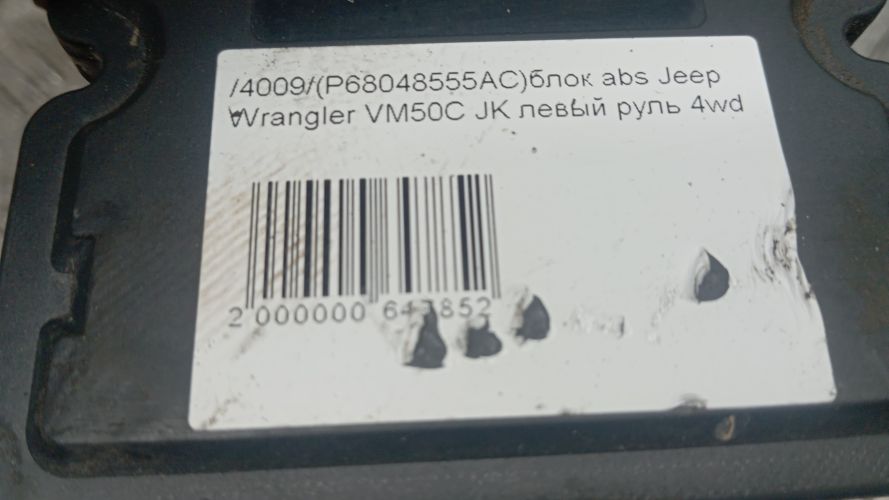 /4009/(P68048555AC)блок abs Jeep
Wrangler VM50C JK левый руль 4wd
2 000000 647852